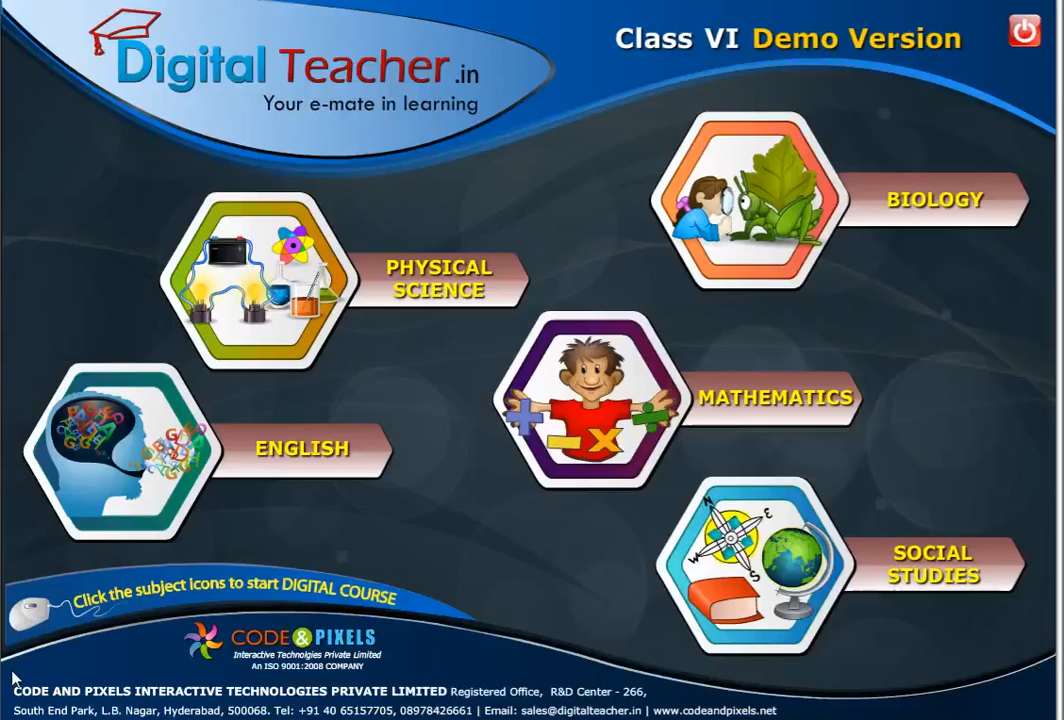 Digital Teacher.in
Your e-mate in learning
Class VI Demo Version
BIOLOGY
PHYSICAL
SCIENCE
MATHEMATICS
ENGLISH
N
E
W
S
SOCIAL
STUDIES
Click the subject icons to start DIGITAL COURSE
CODE & PIXELS
Interactive Technolgies Private Limited
An ISO 9001:2008 COMPANY
CODE AND PIXELS INTERACTIVE TECHNOLOGIES PRIVATE LIMITED Registered Office, R&D Center - 266,
South End Park, L.B. Nagar, Hyderabad, 500068. Tel: +91 40 65157705, 08978426661 | Email: sales@digitalteacher.in | www.codeandpixels.net